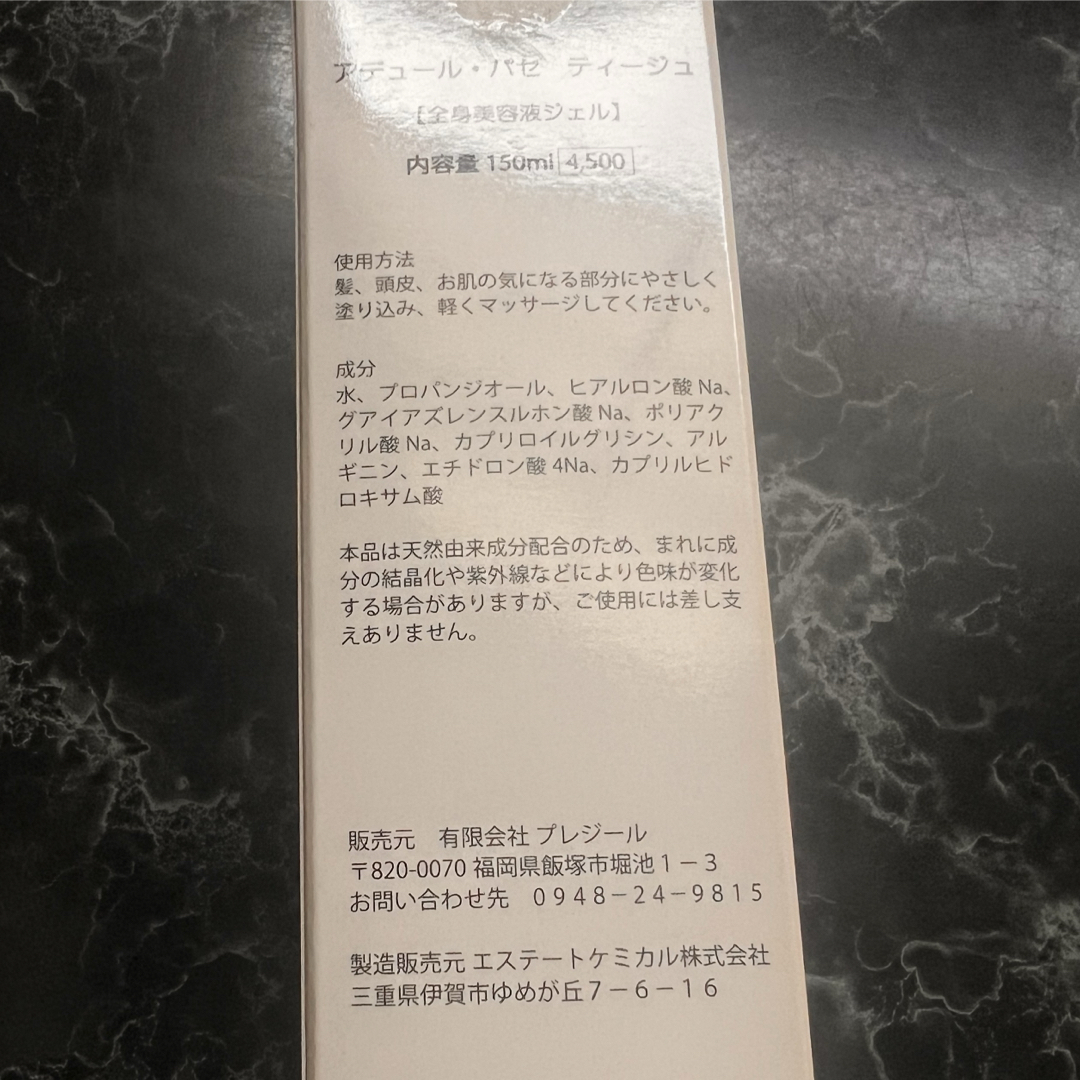 アデュール・パセ　ティージュ
【全身美容液ジェル】
内容量 150ml 4,500
使用方法
髪、頭皮、お肌の気になる部分にやさしく
塗り込み、軽くマッサージしてください。
成分
水、プロパンジオール、ヒアルロン酸 Na、
グアイアズレンスルホン酸 Na、ポリアク
リル酸 Na、カプリロイルグリシン、アル
ギニン、エチドロン酸 4Na、カプリルヒド
ロキサム酸
本品は天然由来成分配合のため、まれに成
分の結晶化や紫外線などにより色味が変化
する場合がありますが、ご使用には差し支
えありません。
販売元　有限会社 プレジール
〒820-0070 福岡県飯塚市堀池１－３
お問い合わせ先　０９４８－２４－９８１５
製造販売元 エステートケミカル株式会社
三重県伊賀市ゆめが丘７－６－１６